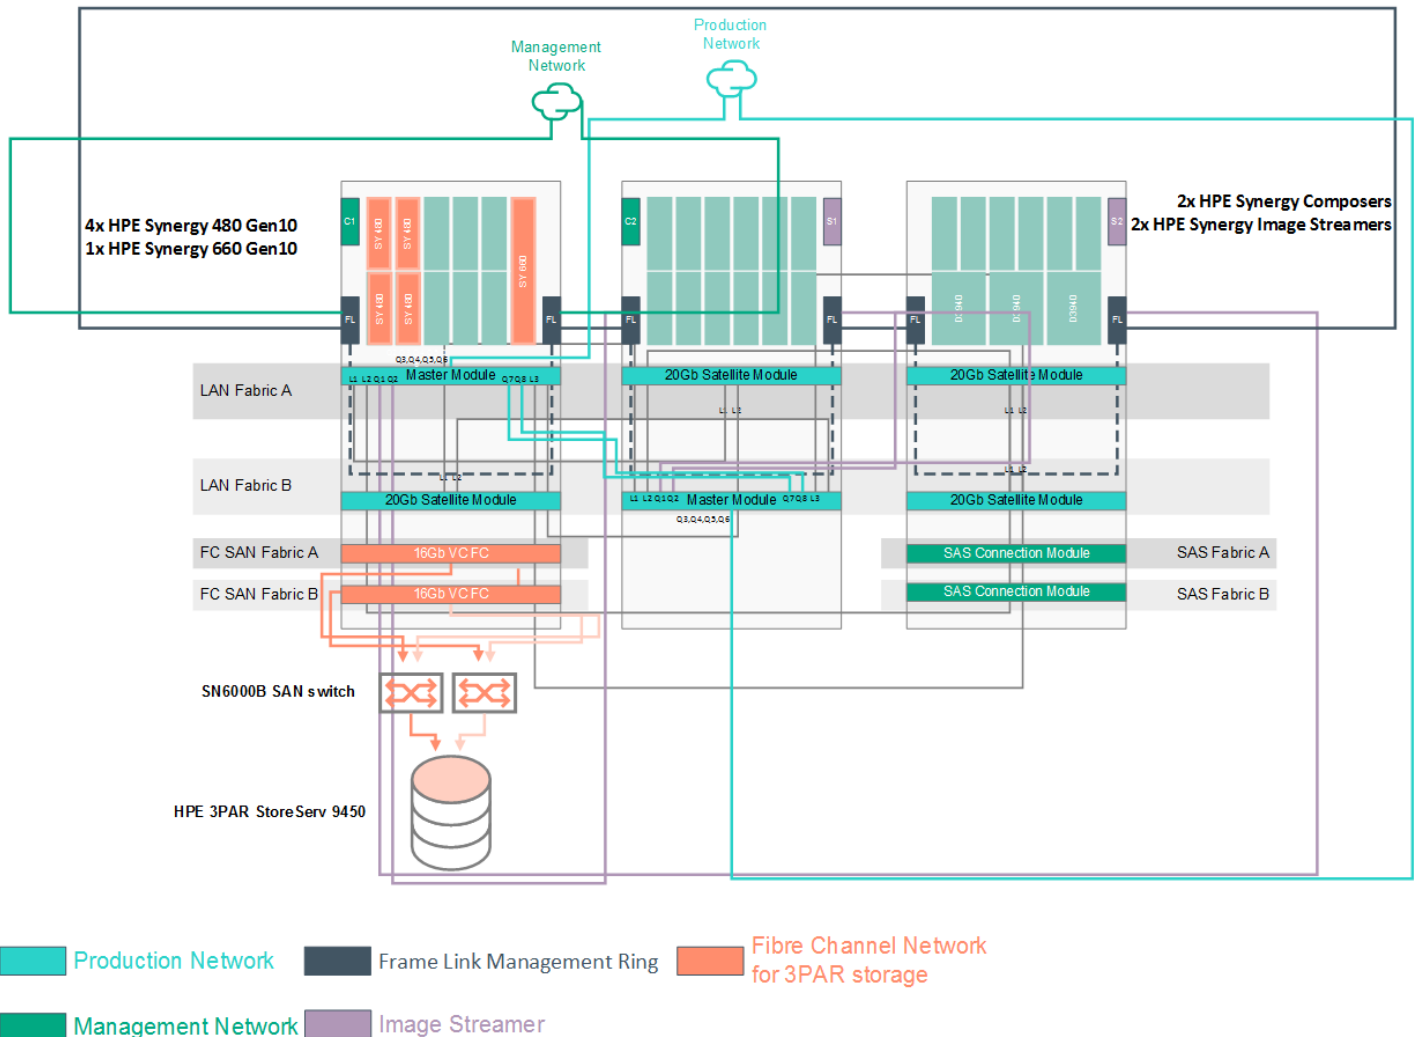 Production
Network
Management
Network
4x HPE Synergy 480 Gen10
1x HPE Synergy 660 Gen10
2x HPE Synergy Composers
2x HPE Synergy Image Streamers
C1
SY 480
SY 480
SY 480
SY 480
SY 660
FL
FL
C2
S1
FL
FL
S2
D3940
D3940
D3940
FL
FL
Q3,Q4,Q5,Q6
LAN Fabric A
L1 L2 Q1 Q2
Master Module
Q7Q8 L3
20Gb Satellite Module
20Gb Satellite Module
L1 L2
L1 L2
LAN Fabric B
L1 L2
L1 L2
20Gb Satellite Module
L1 L2 Q1 Q2
Master Module
Q7Q8 L3
20Gb Satellite Module
Q3,Q4,Q5,Q6
FC SAN Fabric A
16Gb VC FC
SAS Connection Module
SAS Fabric A
FC SAN Fabric B
16Gb VC FC
SAS Connection Module
SAS Fabric B
SN6000B SAN switch
HPE 3PAR StoreServ 9450
Production Network
Frame Link Management Ring
Fibre Channel Network
for 3PAR storage
Management Network
Image Streamer